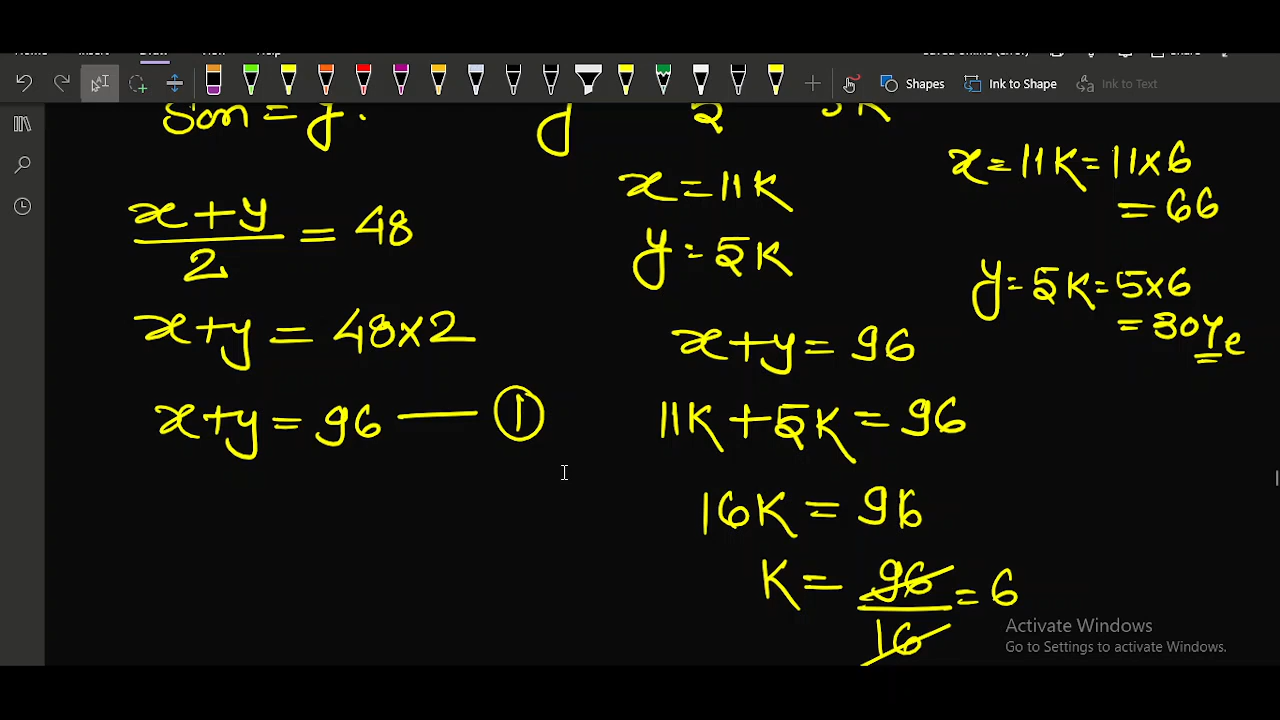 Shapes Ink to Shape Ink to Text
Son = y.
y 5 5K
x + y / 2 = 48
x + y = 48 × 2
x + y = 96 —— ①
x = 11K
y = 5K
x + y = 96
11K + 5K = 96
16K = 96
K = 96 / 16 = 6
x = 11K = 11 × 6
= 66
y = 5K = 5 × 6
= 30 Ye
Activate Windows
Go to Settings to activate Windows.